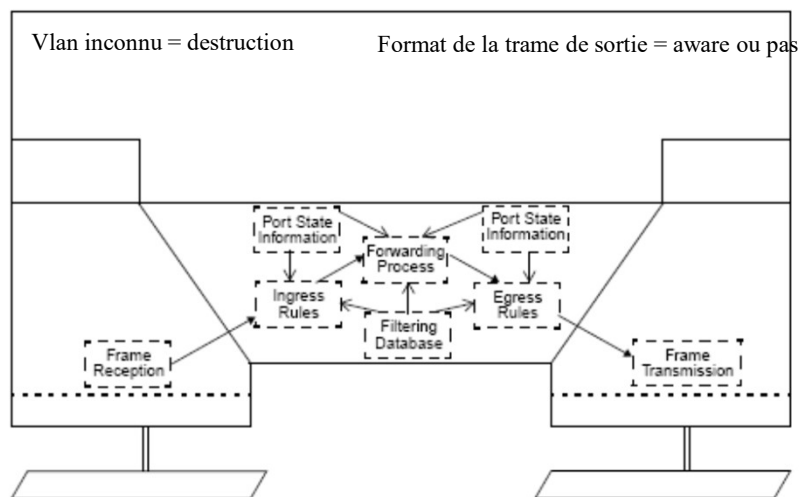 Vlan inconnu = destruction
Format de la trame de sortie = aware ou pas
Port State
Information
Port State
Information
Forwarding
Process
Ingress
Rules
Egress
Rules
Filtering
Database
Frame
Reception
Frame
Transmission